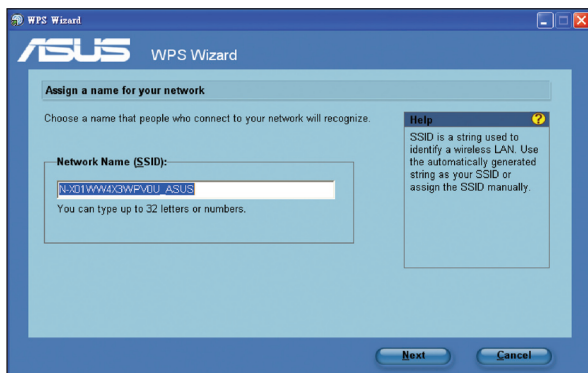 WPS Wizard
ASUS WPS Wizard
Assign a name for your network
Choose a name that people who connect to your network will recognize.
Network Name (SSID):
N-X01WW4X3WPV0U_ASUS
You can type up to 32 letters or numbers.
Help
SSID is a string used to
identify a wireless LAN. Use
the automatically generated
string as your SSID or
assign the SSID manually.
Next
Cancel